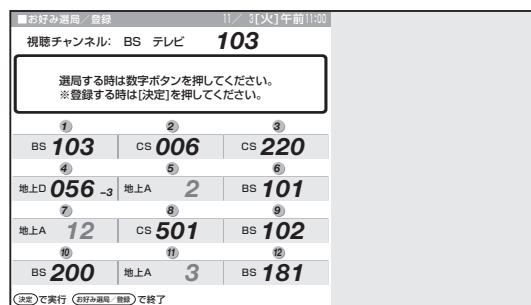 ■お好み選局／登録 11／ 3[火]午前11:00
視聴チャンネル: BS テレビ 103
選局する時は数字ボタンを押してください。
※登録する時は[決定]を押してください。
1 2 3
BS 103 CS 006 CS 220
4 5 6
地上D 056 -3 地上A 2 BS 101
7 8 9
地上A 12 CS 501 BS 102
10 11 12
BS 200 地上A 3 BS 181
決定で実行 お好み選局／登録で終了